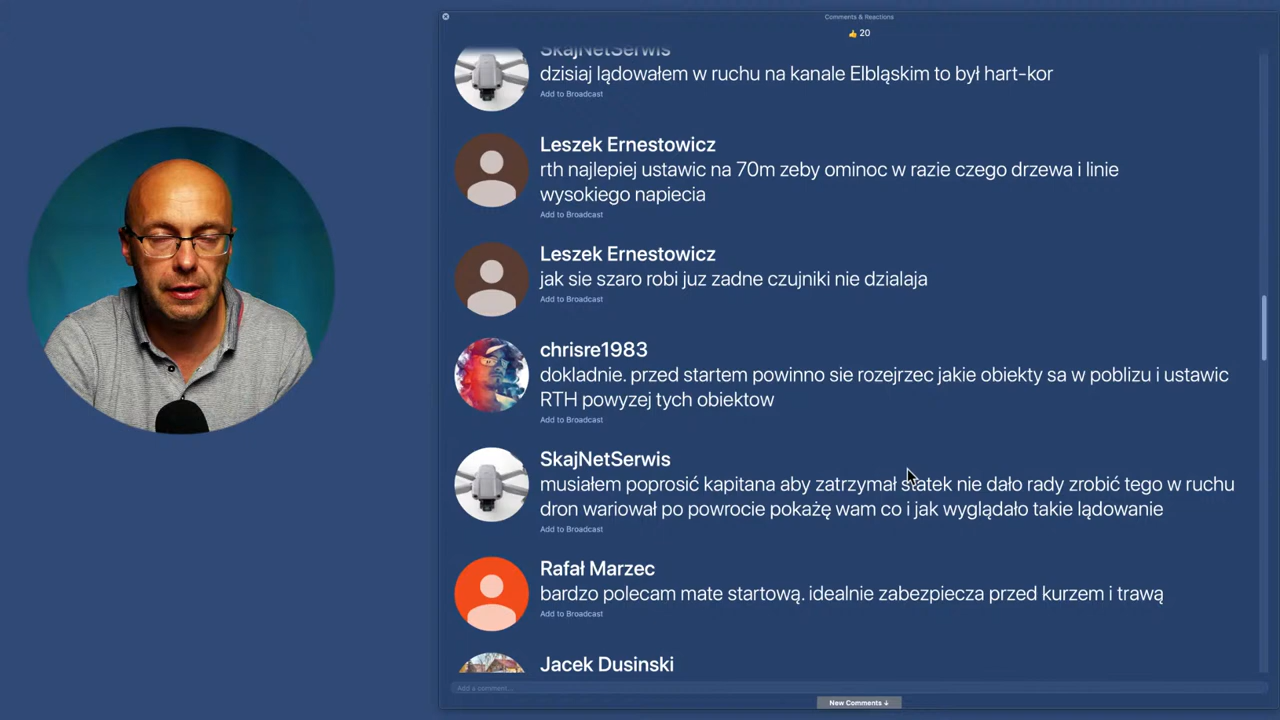 Comments & Reactions
👍 20
SkajNetSerwis
dzisiaj lądowałem w ruchu na kanale Elbląskim to był hart-kor
Add to Broadcast
Leszek Ernestowicz
rth najlepiej ustawic na 70m zeby ominoc w razie czego drzewa i linie
wysokiego napiecia
Add to Broadcast
Leszek Ernestowicz
jak sie szaro robi juz zadne czujniki nie dzialaja
Add to Broadcast
chrisre1983
dokladnie. przed startem powinno sie rozejrzec jakie obiekty sa w poblizu i ustawic
RTH powyzej tych obiektow
Add to Broadcast
SkajNetSerwis
musiałem poprosić kapitana aby zatrzymał statek nie dało rady zrobić tego w ruchu
dron wariował po powrocie pokażę wam co i jak wyglądało takie lądowanie
Add to Broadcast
Rafał Marzec
bardzo polecam mate startową. idealnie zabezpiecza przed kurzem i trawą
Add to Broadcast
Jacek Dusinski
Add a comment...
New Comments ↓